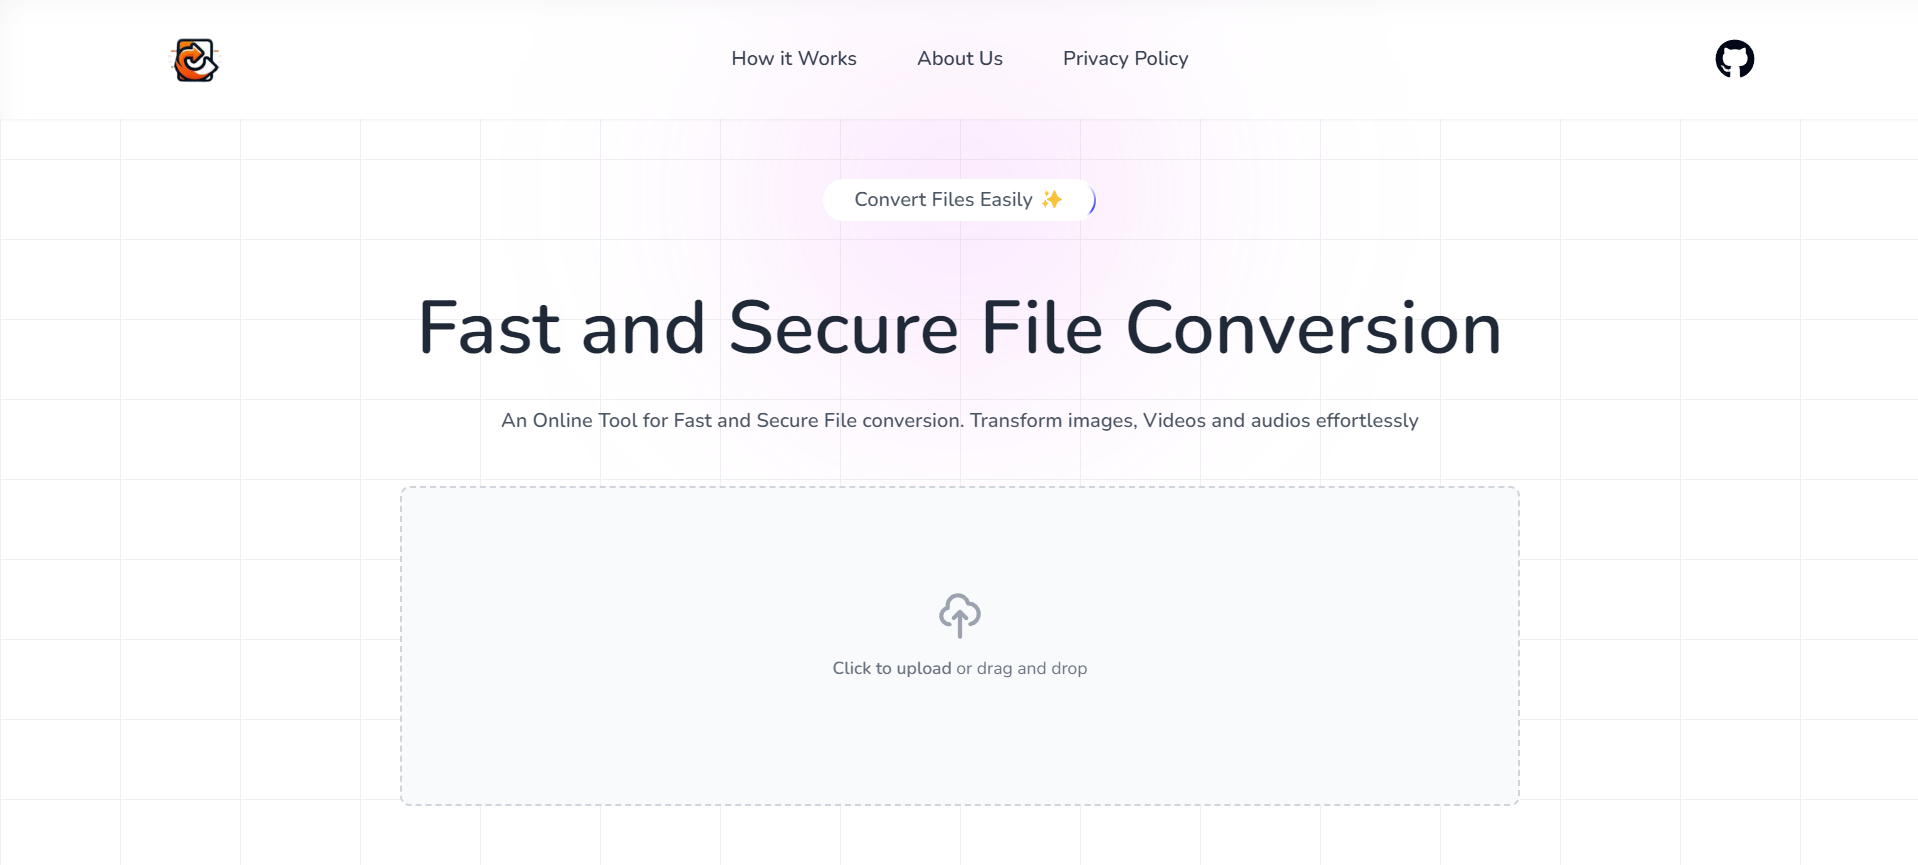 How it Works About Us Privacy Policy
Convert Files Easily ✨
Fast and Secure File Conversion
An Online Tool for Fast and Secure File conversion. Transform images, Videos and audios effortlessly
Click to upload or drag and drop